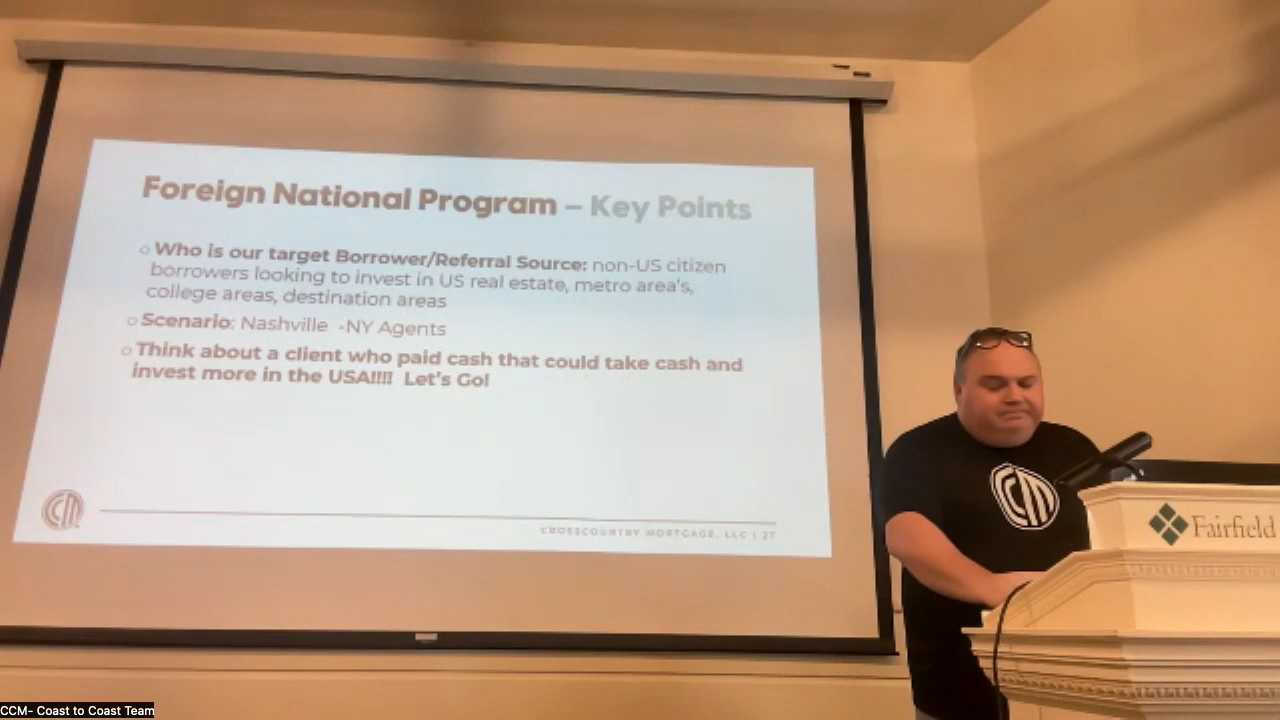 Foreign National Program – Key Points
○ Who is our target Borrower/Referral Source: non-US citizen
borrowers looking to invest in US real estate, metro area's,
college areas, destination areas
○ Scenario: Nashville -NY Agents
○ Think about a client who paid cash that could take cash and
invest more in the USA!!!! Let's Go!
CCM
CROSSCOUNTRY MORTGAGE, LLC | 27
CCM
Fairfield
CCM- Coast to Coast Team